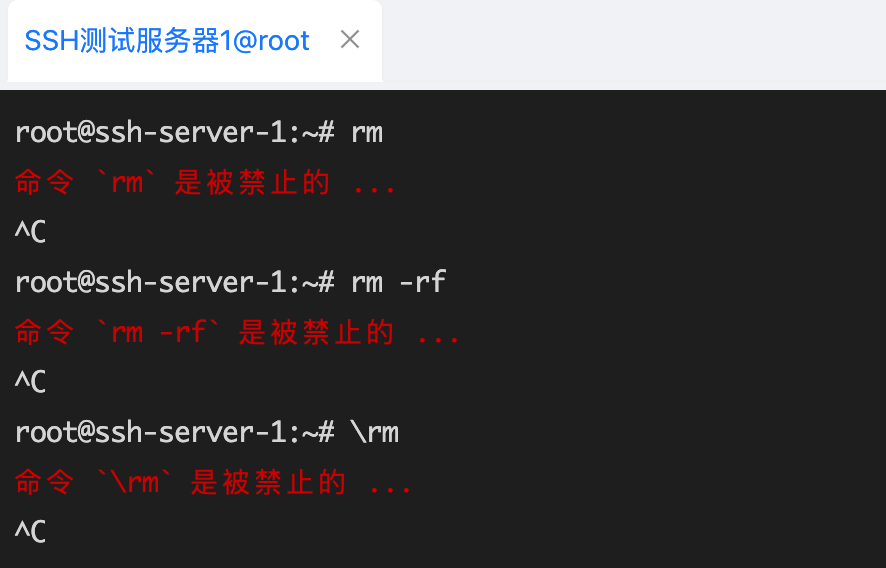 SSH测试服务器1@root
root@ssh-server-1:~# rm
命令 `rm` 是被禁止的 ...
^C
root@ssh-server-1:~# rm -rf
命令 `rm -rf` 是被禁止的 ...
^C
root@ssh-server-1:~# \rm
命令 `\rm` 是被禁止的 ...
^C